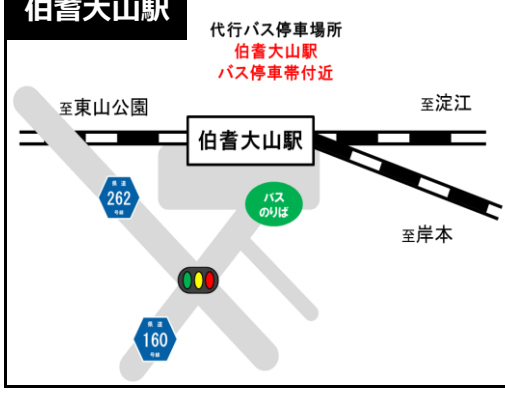 伯耆大山駅
代行バス停車場所
伯耆大山駅
バス停車帯付近
至東山公園
至淀江
伯耆大山駅
県道
262
号線
バス
のりば
至岸本
県道
160
号線